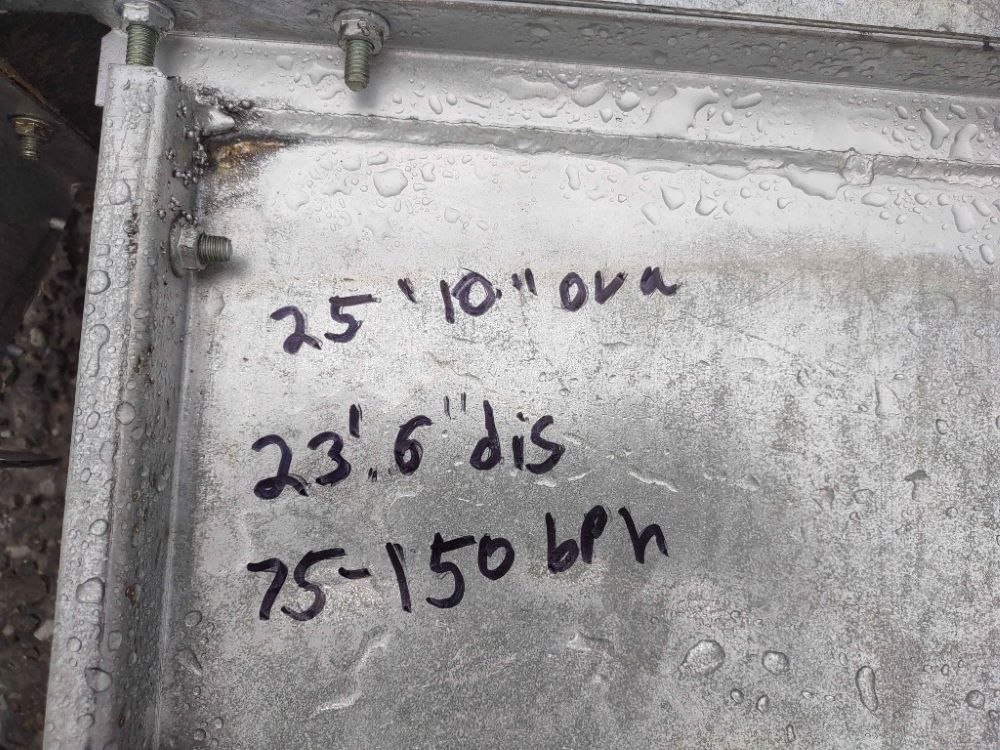 25'10" ova
23'.6" dis
75-150 bph